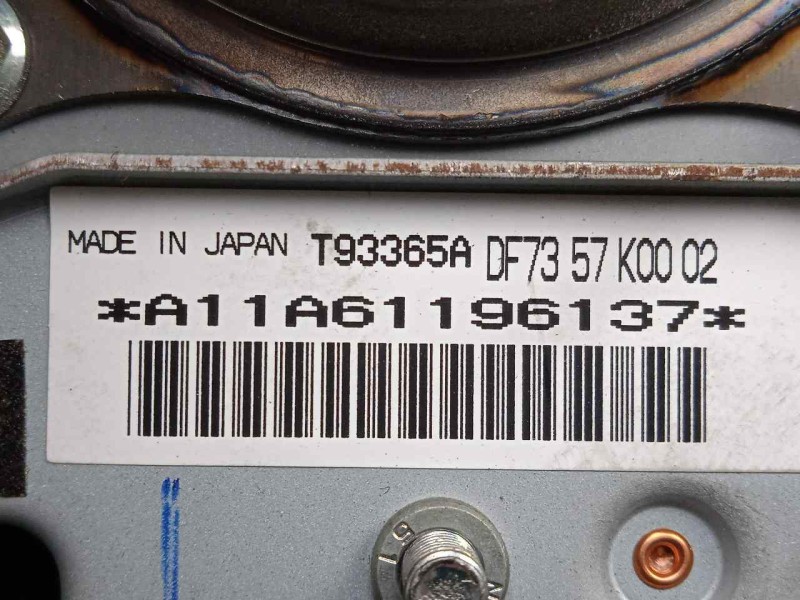 MADE IN JAPAN T93365A DF73 57 K00 02
*A11A61196137*